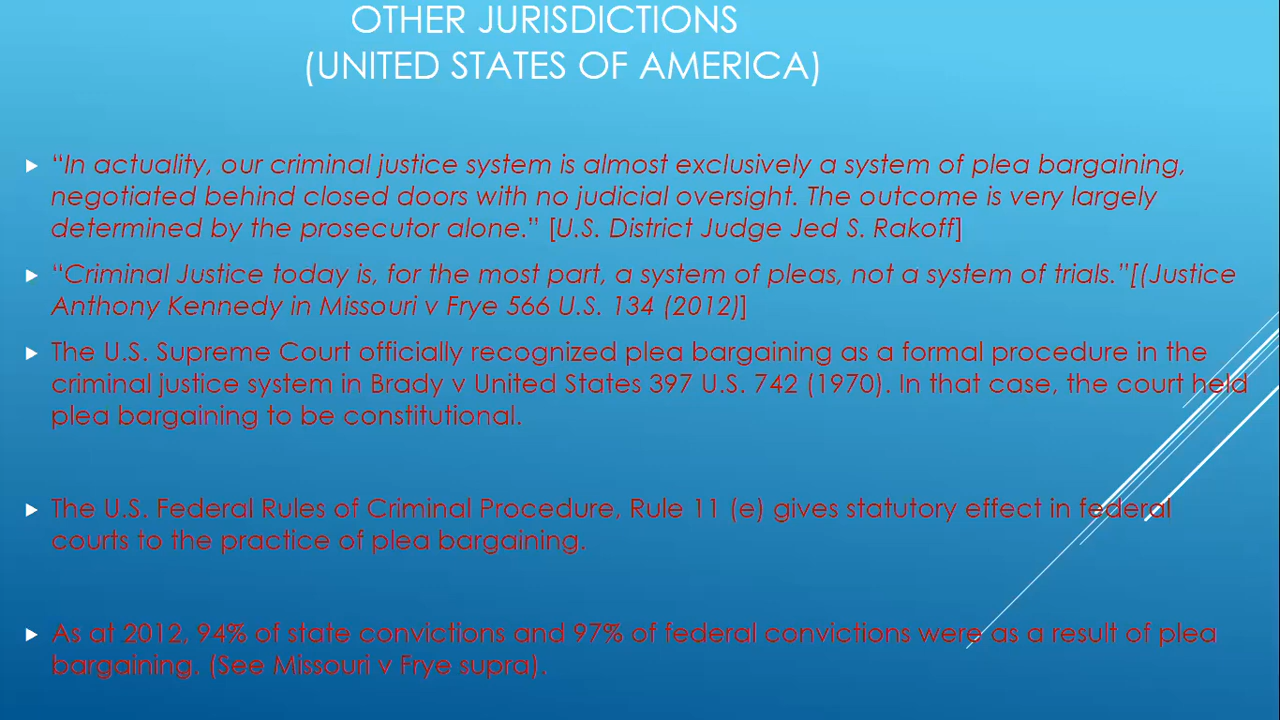 OTHER JURISDICTIONS
(UNITED STATES OF AMERICA)
“In actuality, our criminal justice system is almost exclusively a system of plea bargaining,
negotiated behind closed doors with no judicial oversight. The outcome is very largely
determined by the prosecutor alone.” [U.S. District Judge Jed S. Rakoff]
“Criminal Justice today is, for the most part, a system of pleas, not a system of trials.”[(Justice
Anthony Kennedy in Missouri v Frye 566 U.S. 134 (2012)]
The U.S. Supreme Court officially recognized plea bargaining as a formal procedure in the
criminal justice system in Brady v United States 397 U.S. 742 (1970). In that case, the court held
plea bargaining to be constitutional.
The U.S. Federal Rules of Criminal Procedure, Rule 11 (e) gives statutory effect in federal
courts to the practice of plea bargaining.
As at 2012, 94% of state convictions and 97% of federal convictions were as a result of plea
bargaining. (See Missouri v Frye supra).